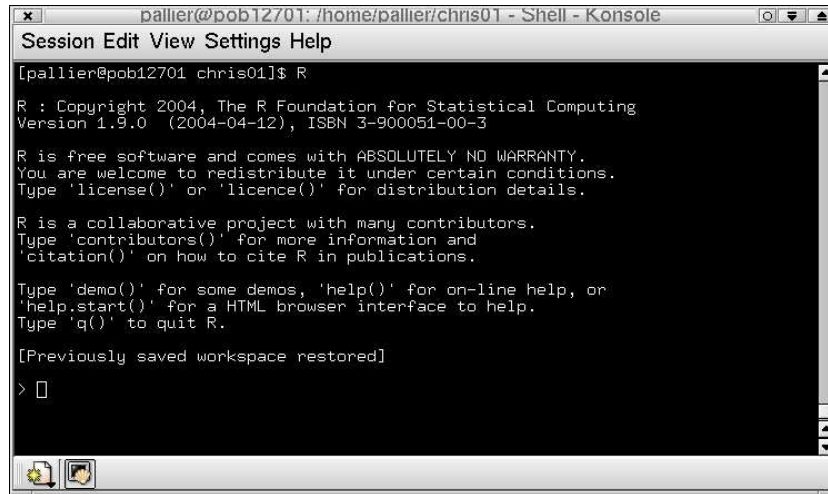 pallier@pob12701: /home/pallier/chris01 - Shell - Konsole
Session Edit View Settings Help
[pallier@pob12701 chris01]$ R
R : Copyright 2004, The R Foundation for Statistical Computing
Version 1.9.0  (2004-04-12), ISBN 3-900051-00-3
R is free software and comes with ABSOLUTELY NO WARRANTY.
You are welcome to redistribute it under certain conditions.
Type 'license()' or 'licence()' for distribution details.
R is a collaborative project with many contributors.
Type 'contributors()' for more information and
'citation()' on how to cite R in publications.
Type 'demo()' for some demos, 'help()' for on-line help, or
'help.start()' for a HTML browser interface to help.
Type 'q()' to quit R.
[Previously saved workspace restored]
>